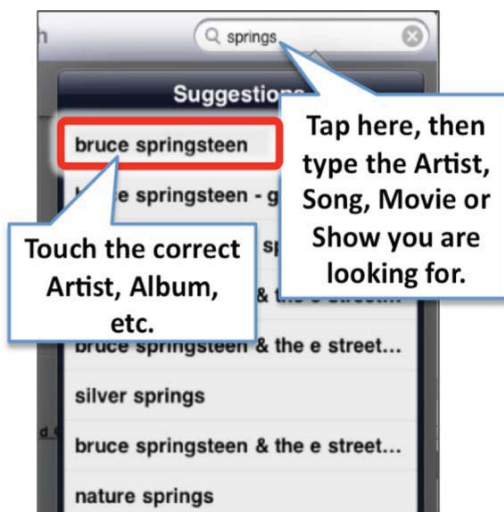 h
springs
Suggestions
bruce springsteen
Tap here, then
type the Artist,
Song, Movie or
Show you are
looking for.
springsteen - g
Touch the correct
Artist, Album,
etc.
&
bruce springsteen & the e street...
silver springs
bruce springsteen & the e street...
nature springs